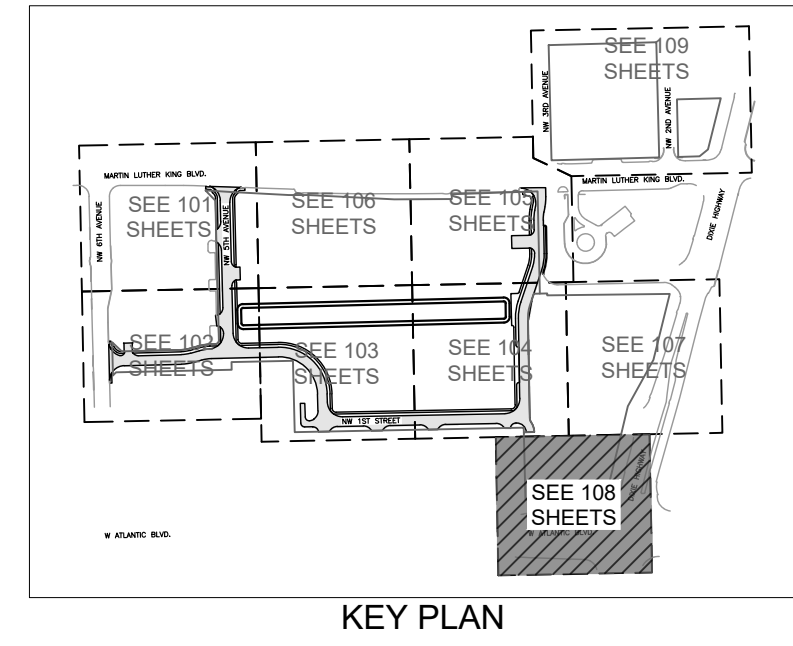 SEE 109
SHEETS
NW 3RD AVENUE
NW 2ND AVENUE
MARTIN LUTHER KING BLVD.
MARTIN LUTHER KING BLVD.
SEE 101
SHEETS
SEE 106
SHEETS
SEE 105
SHEETS
NW 6TH AVENUE
NW 5TH AVENUE
DIXIE HIGHWAY
SEE 102
SHEETS
SEE 103
SHEETS
SEE 104
SHEETS
SEE 107
SHEETS
NW 1ST STREET
DIXIE HIGHWAY
SEE 108
SHEETS
W ATLANTIC BLVD.
W ATLANTIC BLVD.
KEY PLAN